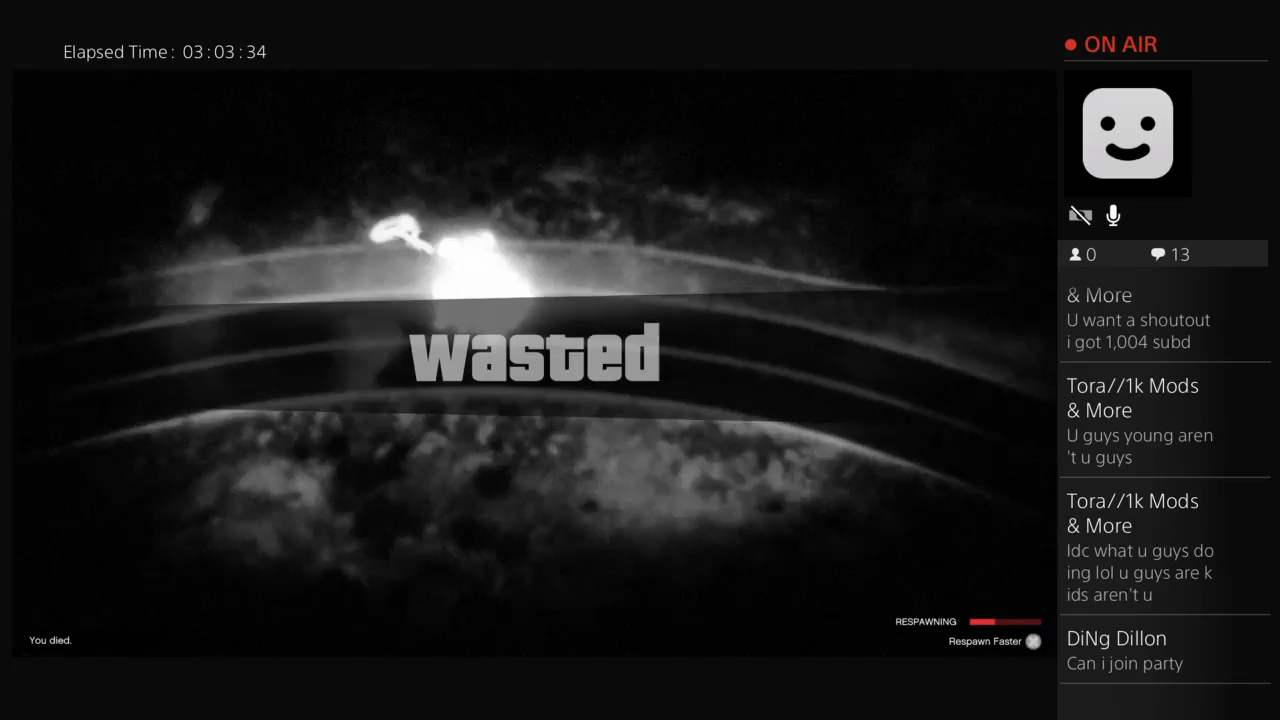 Elapsed Time: 03:03:34
wasted
You died.
RESPAWNING
Respawn Faster
ON AIR
0 13
& More
U want a shoutout
i got 1,004 subd
Tora//1k Mods
& More
U guys young aren
't u guys
Tora//1k Mods
& More
Idc what u guys do
ing lol u guys are k
ids aren't u
DiNg Dillon
Can i join party